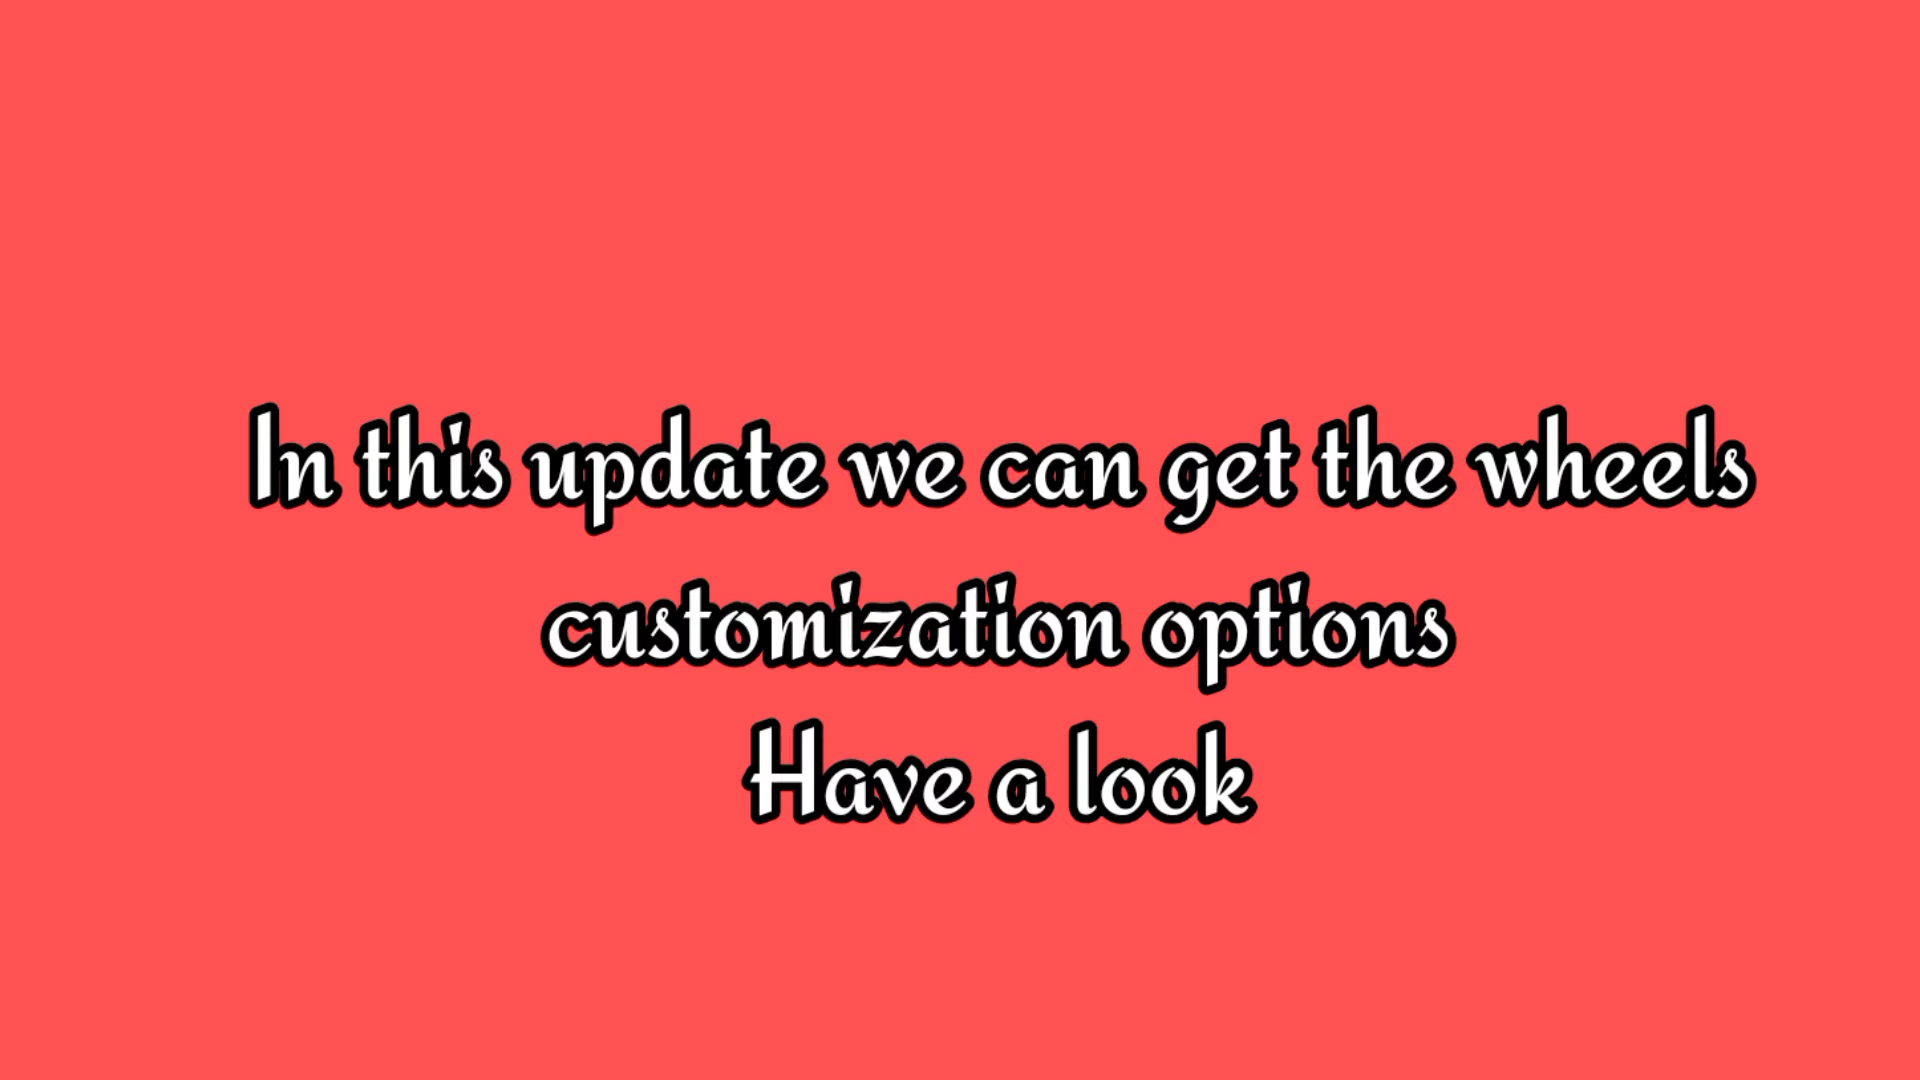 In this update we can get the wheels
customization options
Have a look